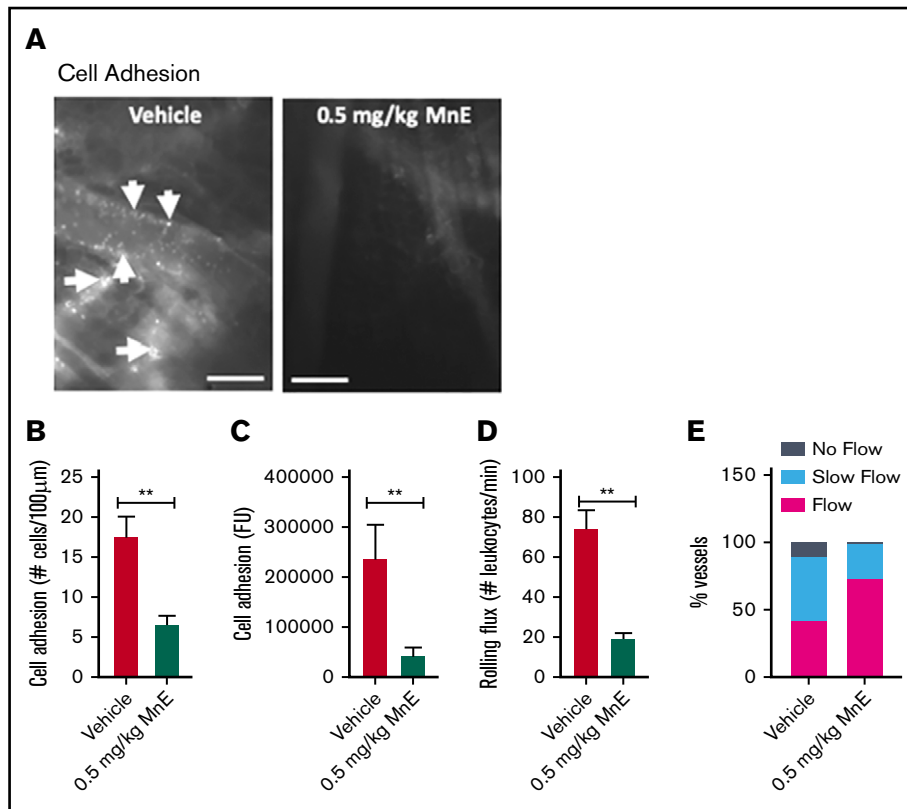 A
Cell Adhesion
Vehicle
0.5 mg/kg MnE
B
Cell adhesion (# cells/100µm)
25
20
15
10
5
0
**
Vehicle
0.5 mg/kg MnE
C
Cell adhesion (FU)
400000
300000
200000
100000
0
**
Vehicle
0.5 mg/kg MnE
D
Rolling flux (# leukocytes/min)
100
80
60
40
20
0
**
Vehicle
0.5 mg/kg MnE
E
No Flow
Slow Flow
Flow
% vessels
150
100
50
0
Vehicle
0.5 mg/kg MnE